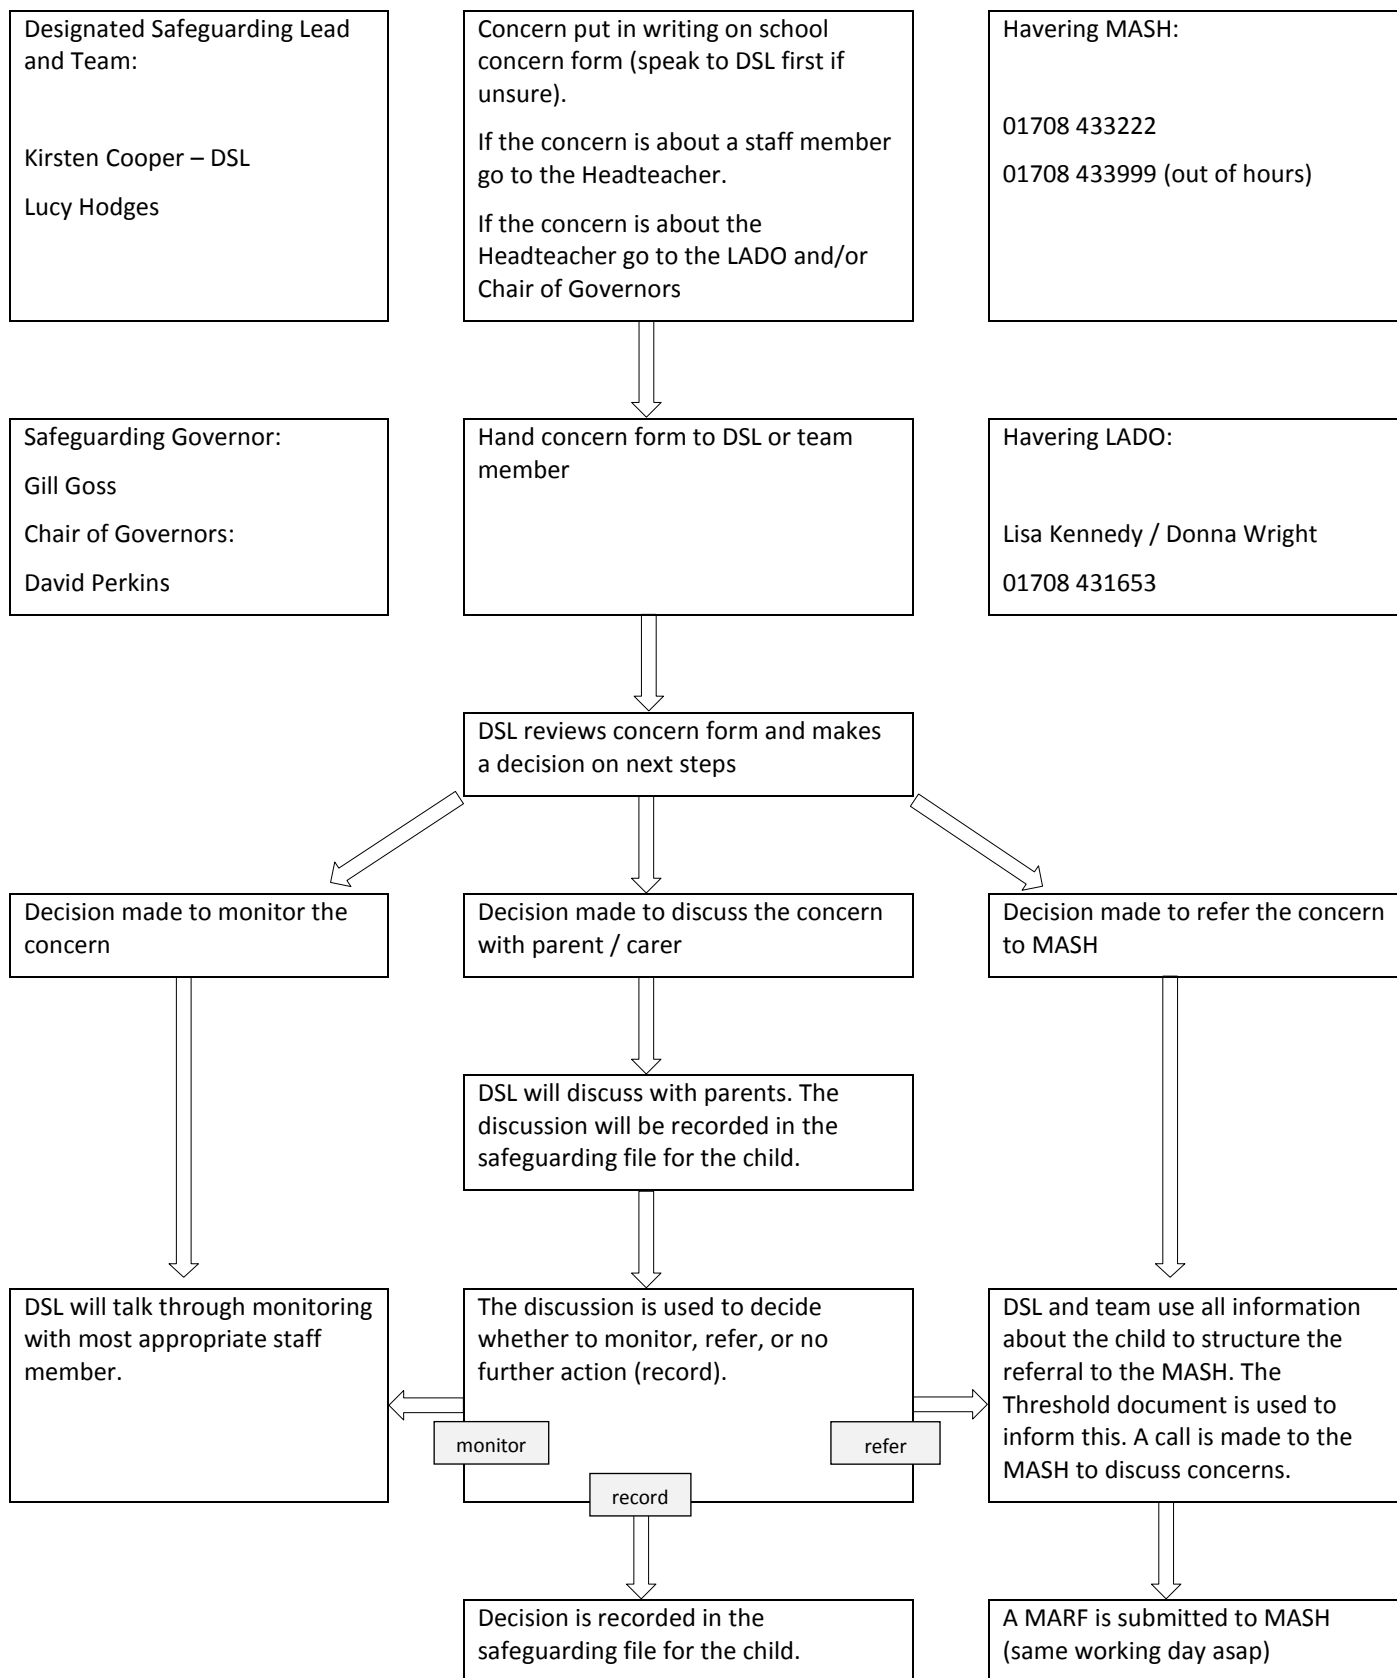 Designated Safeguarding Lead
and Team:
Kirsten Cooper – DSL
Lucy Hodges
Concern put in writing on school
concern form (speak to DSL first if
unsure).
If the concern is about a staff member
go to the Headteacher.
If the concern is about the
Headteacher go to the LADO and/or
Chair of Governors
Havering MASH:
01708 433222
01708 433999 (out of hours)
Safeguarding Governor:
Gill Goss
Chair of Governors:
David Perkins
Hand concern form to DSL or team
member
Havering LADO:
Lisa Kennedy / Donna Wright
01708 431653
DSL reviews concern form and makes
a decision on next steps
Decision made to monitor the
concern
Decision made to discuss the concern
with parent / carer
Decision made to refer the concern
to MASH
DSL will discuss with parents. The
discussion will be recorded in the
safeguarding file for the child.
DSL will talk through monitoring
with most appropriate staff
member.
The discussion is used to decide
whether to monitor, refer, or no
further action (record).
monitor
refer
record
DSL and team use all information
about the child to structure the
referral to the MASH. The
Threshold document is used to
inform this. A call is made to the
MASH to discuss concerns.
Decision is recorded in the
safeguarding file for the child.
A MARF is submitted to MASH
(same working day asap)